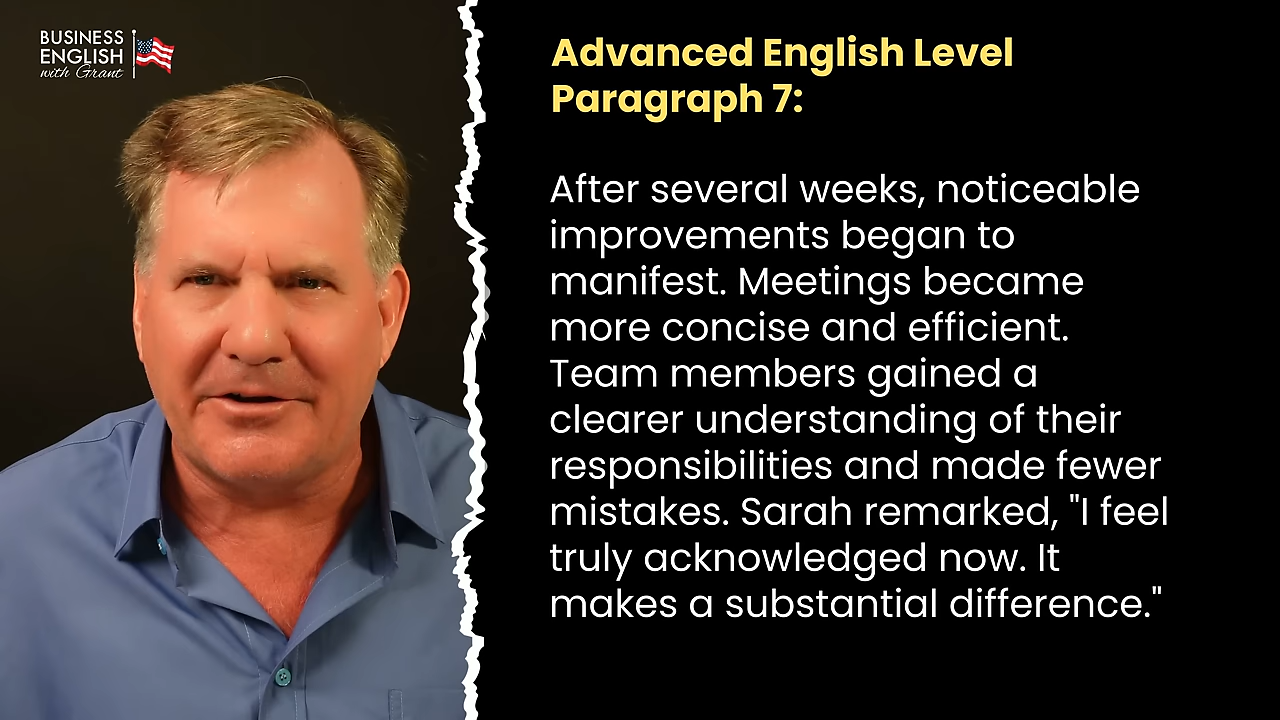 BUSINESS
ENGLISH
with Grant
Advanced English Level
Paragraph 7:
After several weeks, noticeable
improvements began to
manifest. Meetings became
more concise and efficient.
Team members gained a
clearer understanding of their
responsibilities and made fewer
mistakes. Sarah remarked, "I feel
truly acknowledged now. It
makes a substantial difference."